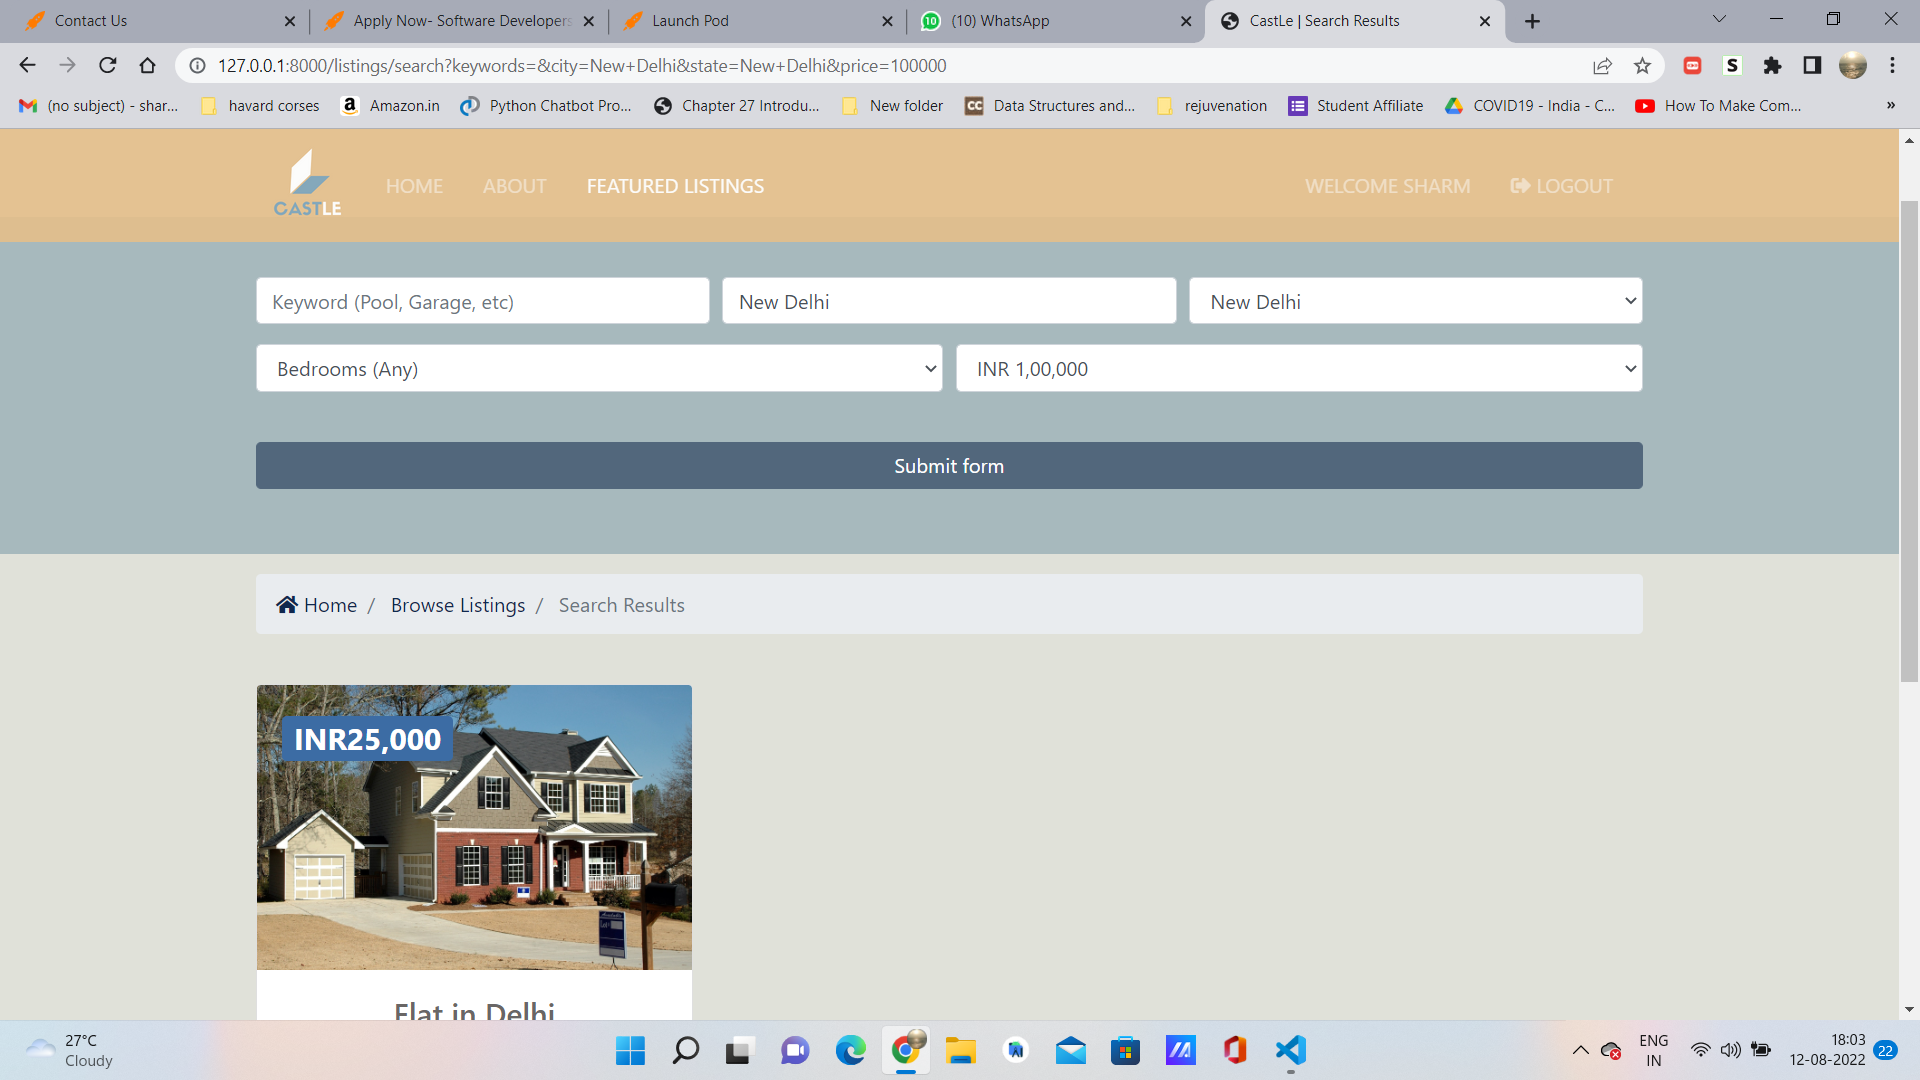 Contact Us
Apply Now- Software Developers
Launch Pod
10 (10) WhatsApp
CastLe | Search Results
127.0.0.1:8000/listings/search?keywords=&city=New+Delhi&state=New+Delhi&price=100000
(no subject) - shar...
havard corses
a Amazon.in
Python Chatbot Pro...
Chapter 27 Introdu...
New folder
CC Data Structures and...
rejuvenation
Student Affiliate
COVID19 - India - C...
How To Make Com...
»
CASTLE
HOME
ABOUT
FEATURED LISTINGS
WELCOME SHARM
LOGOUT
Keyword (Pool, Garage, etc)
New Delhi
New Delhi
Bedrooms (Any)
INR 1,00,000
Submit form
Home / Browse Listings / Search Results
INR25,000
Flat in Delhi
27°C
Cloudy
ENG
IN
18:03
12-08-2022
22